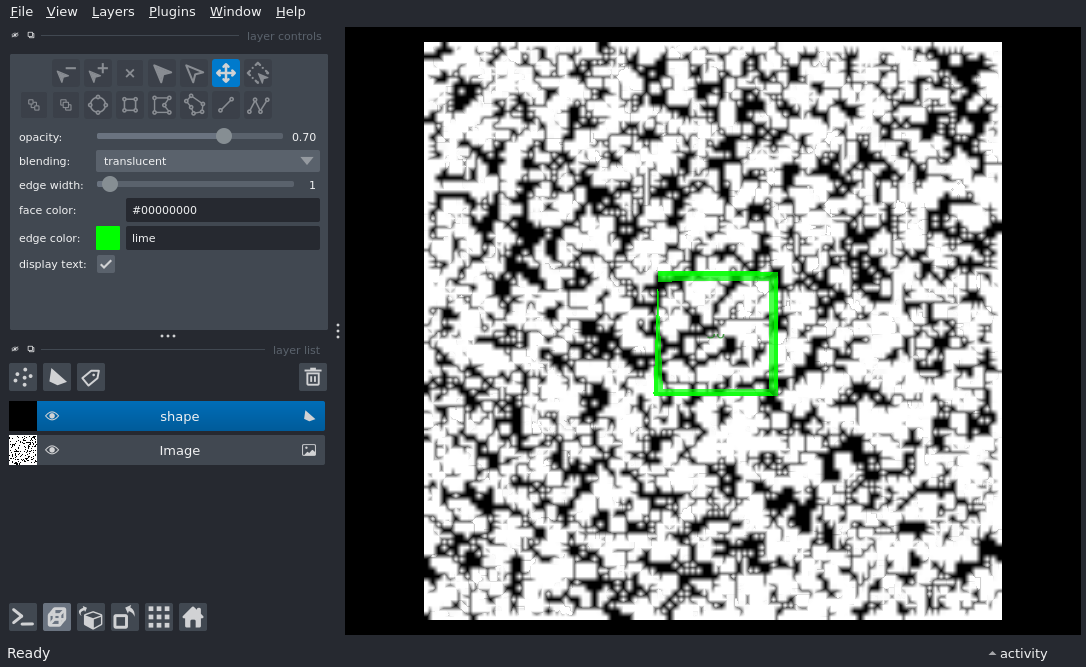 File View Layers Plugins Window Help
layer controls
opacity: 0.70
blending: translucent
edge width: 1
face color: #00000000
edge color: lime
display text:
layer list
shape
Image
Ready
activity